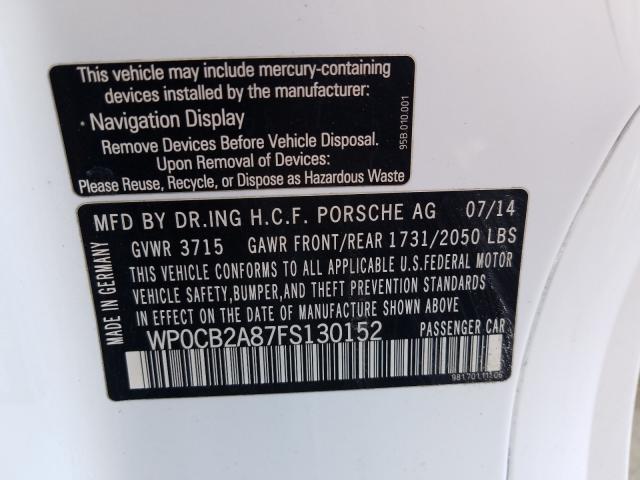 This vehicle may include mercury-containing
devices installed by the manufacturer:
· Navigation Display
Remove Devices Before Vehicle Disposal.
Upon Removal of Devices:
Please Reuse, Recycle, or Dispose as Hazardous Waste
95B 010.001
MADE IN GERMANY
MFD BY DR.ING H.C.F. PORSCHE AG 07/14
GVWR 3715 GAWR FRONT/REAR 1731/2050 LBS
THIS VEHICLE CONFORMS TO ALL APPLICABLE U.S.FEDERAL MOTOR
VEHICLE SAFETY,BUMPER,AND THEFT PREVENTION STANDARDS
IN EFFECT ON THE DATE OF MANUFACTURE SHOWN ABOVE
WP0CB2A87FS130152 PASSENGER CAR